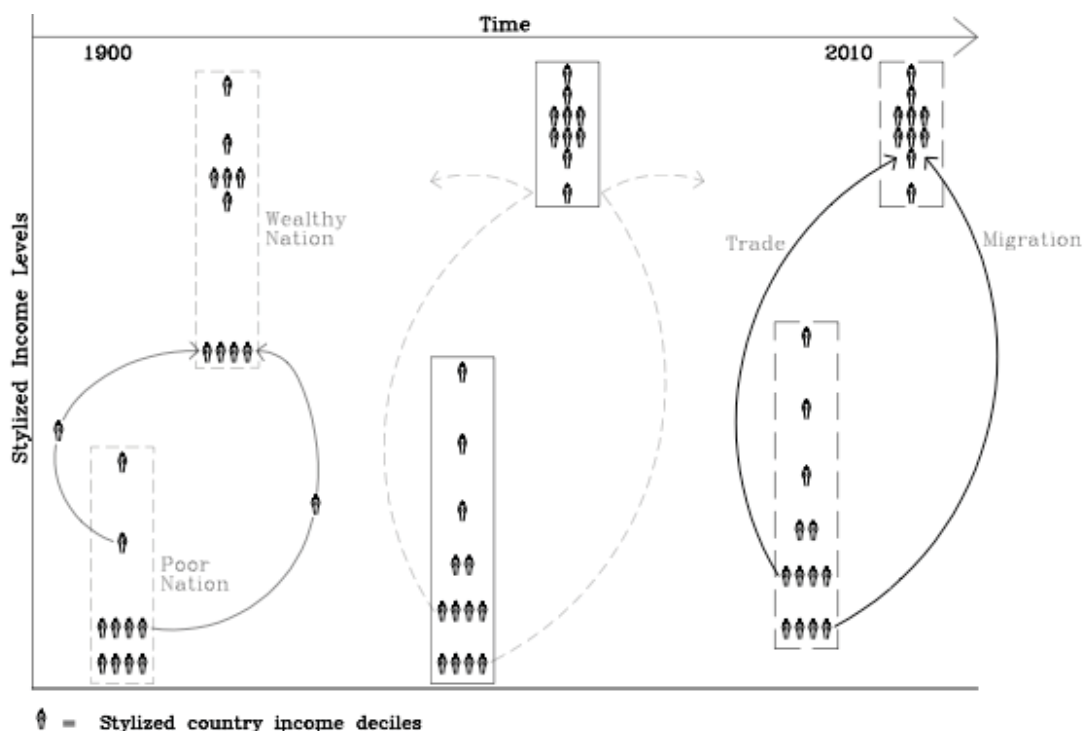 Time
1900
2010
Stylized Income Levels
Wealthy
Nation
Poor
Nation
Trade
Migration
= Stylized country income deciles